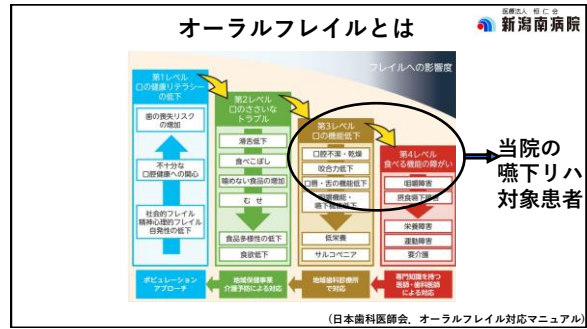 オーラルフレイルとは
医療法人 恒仁会
新潟南病院
フレイルへの影響度
第1レベル
口の健康リテラシー
の低下
歯の喪失リスク
の増加
不十分な
口腔健康への関心
社会的フレイル
精神心理的フレイル
自発性の低下
ポピュレーション
アプローチ
第2レベル
口のささいな
トラブル
滑舌低下
食べこぼし
噛めない食品の増加
むせ
食品多様性の低下
食欲低下
地域保健事業
介護予防による対応
第3レベル
口の機能低下
口腔不潔・乾燥
咬合力低下
口唇・舌の機能低下
咀嚼機能・
嚥下機能低下
低栄養
サルコペニア
地域歯科診療所
で対応
第4レベル
食べる機能の障がい
咀嚼障害
摂食嚥下障害
栄養障害
運動障害
要介護
専門知識を持つ
医師・歯科医師
による対応
当院の
嚥下リハ
対象患者
(日本歯科医師会. オーラルフレイル対応マニュアル)